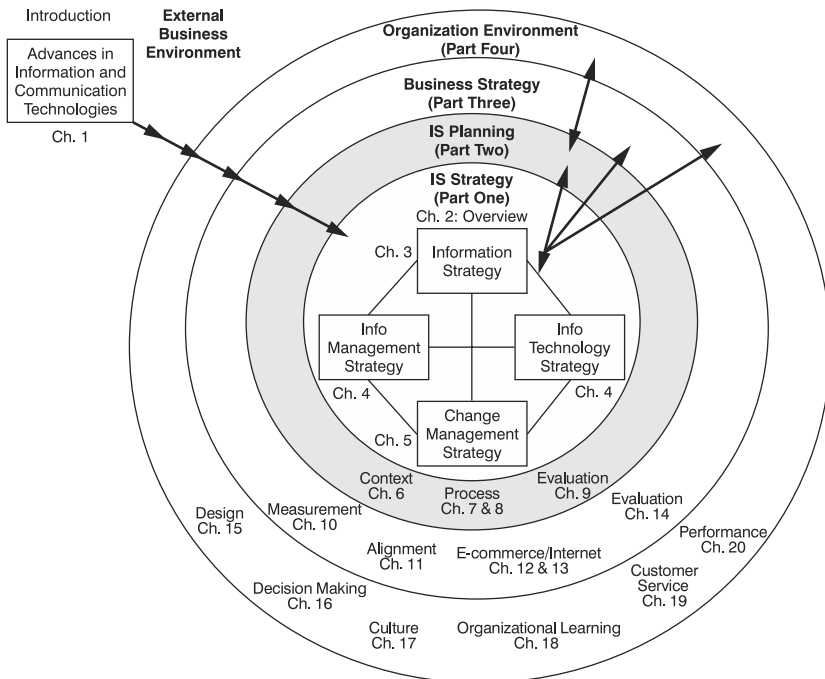 Introduction
External
Business
Environment
Advances in
Information and
Communication
Technologies
Ch. 1
Organization Environment
(Part Four)
Business Strategy
(Part Three)
IS Planning
(Part Two)
IS Strategy
(Part One)
Ch. 2: Overview
Ch. 3
Information
Strategy
Info
Management
Strategy
Ch. 4
Info
Technology
Strategy
Ch. 4
Ch. 5
Change
Management
Strategy
Context
Ch. 6
Process
Ch. 7 & 8
Evaluation
Ch. 9
Measurement
Ch. 10
Alignment
Ch. 11
E-commerce/Internet
Ch. 12 & 13
Evaluation
Ch. 14
Design
Ch. 15
Decision Making
Ch. 16
Culture
Ch. 17
Organizational Learning
Ch. 18
Customer
Service
Ch. 19
Performance
Ch. 20